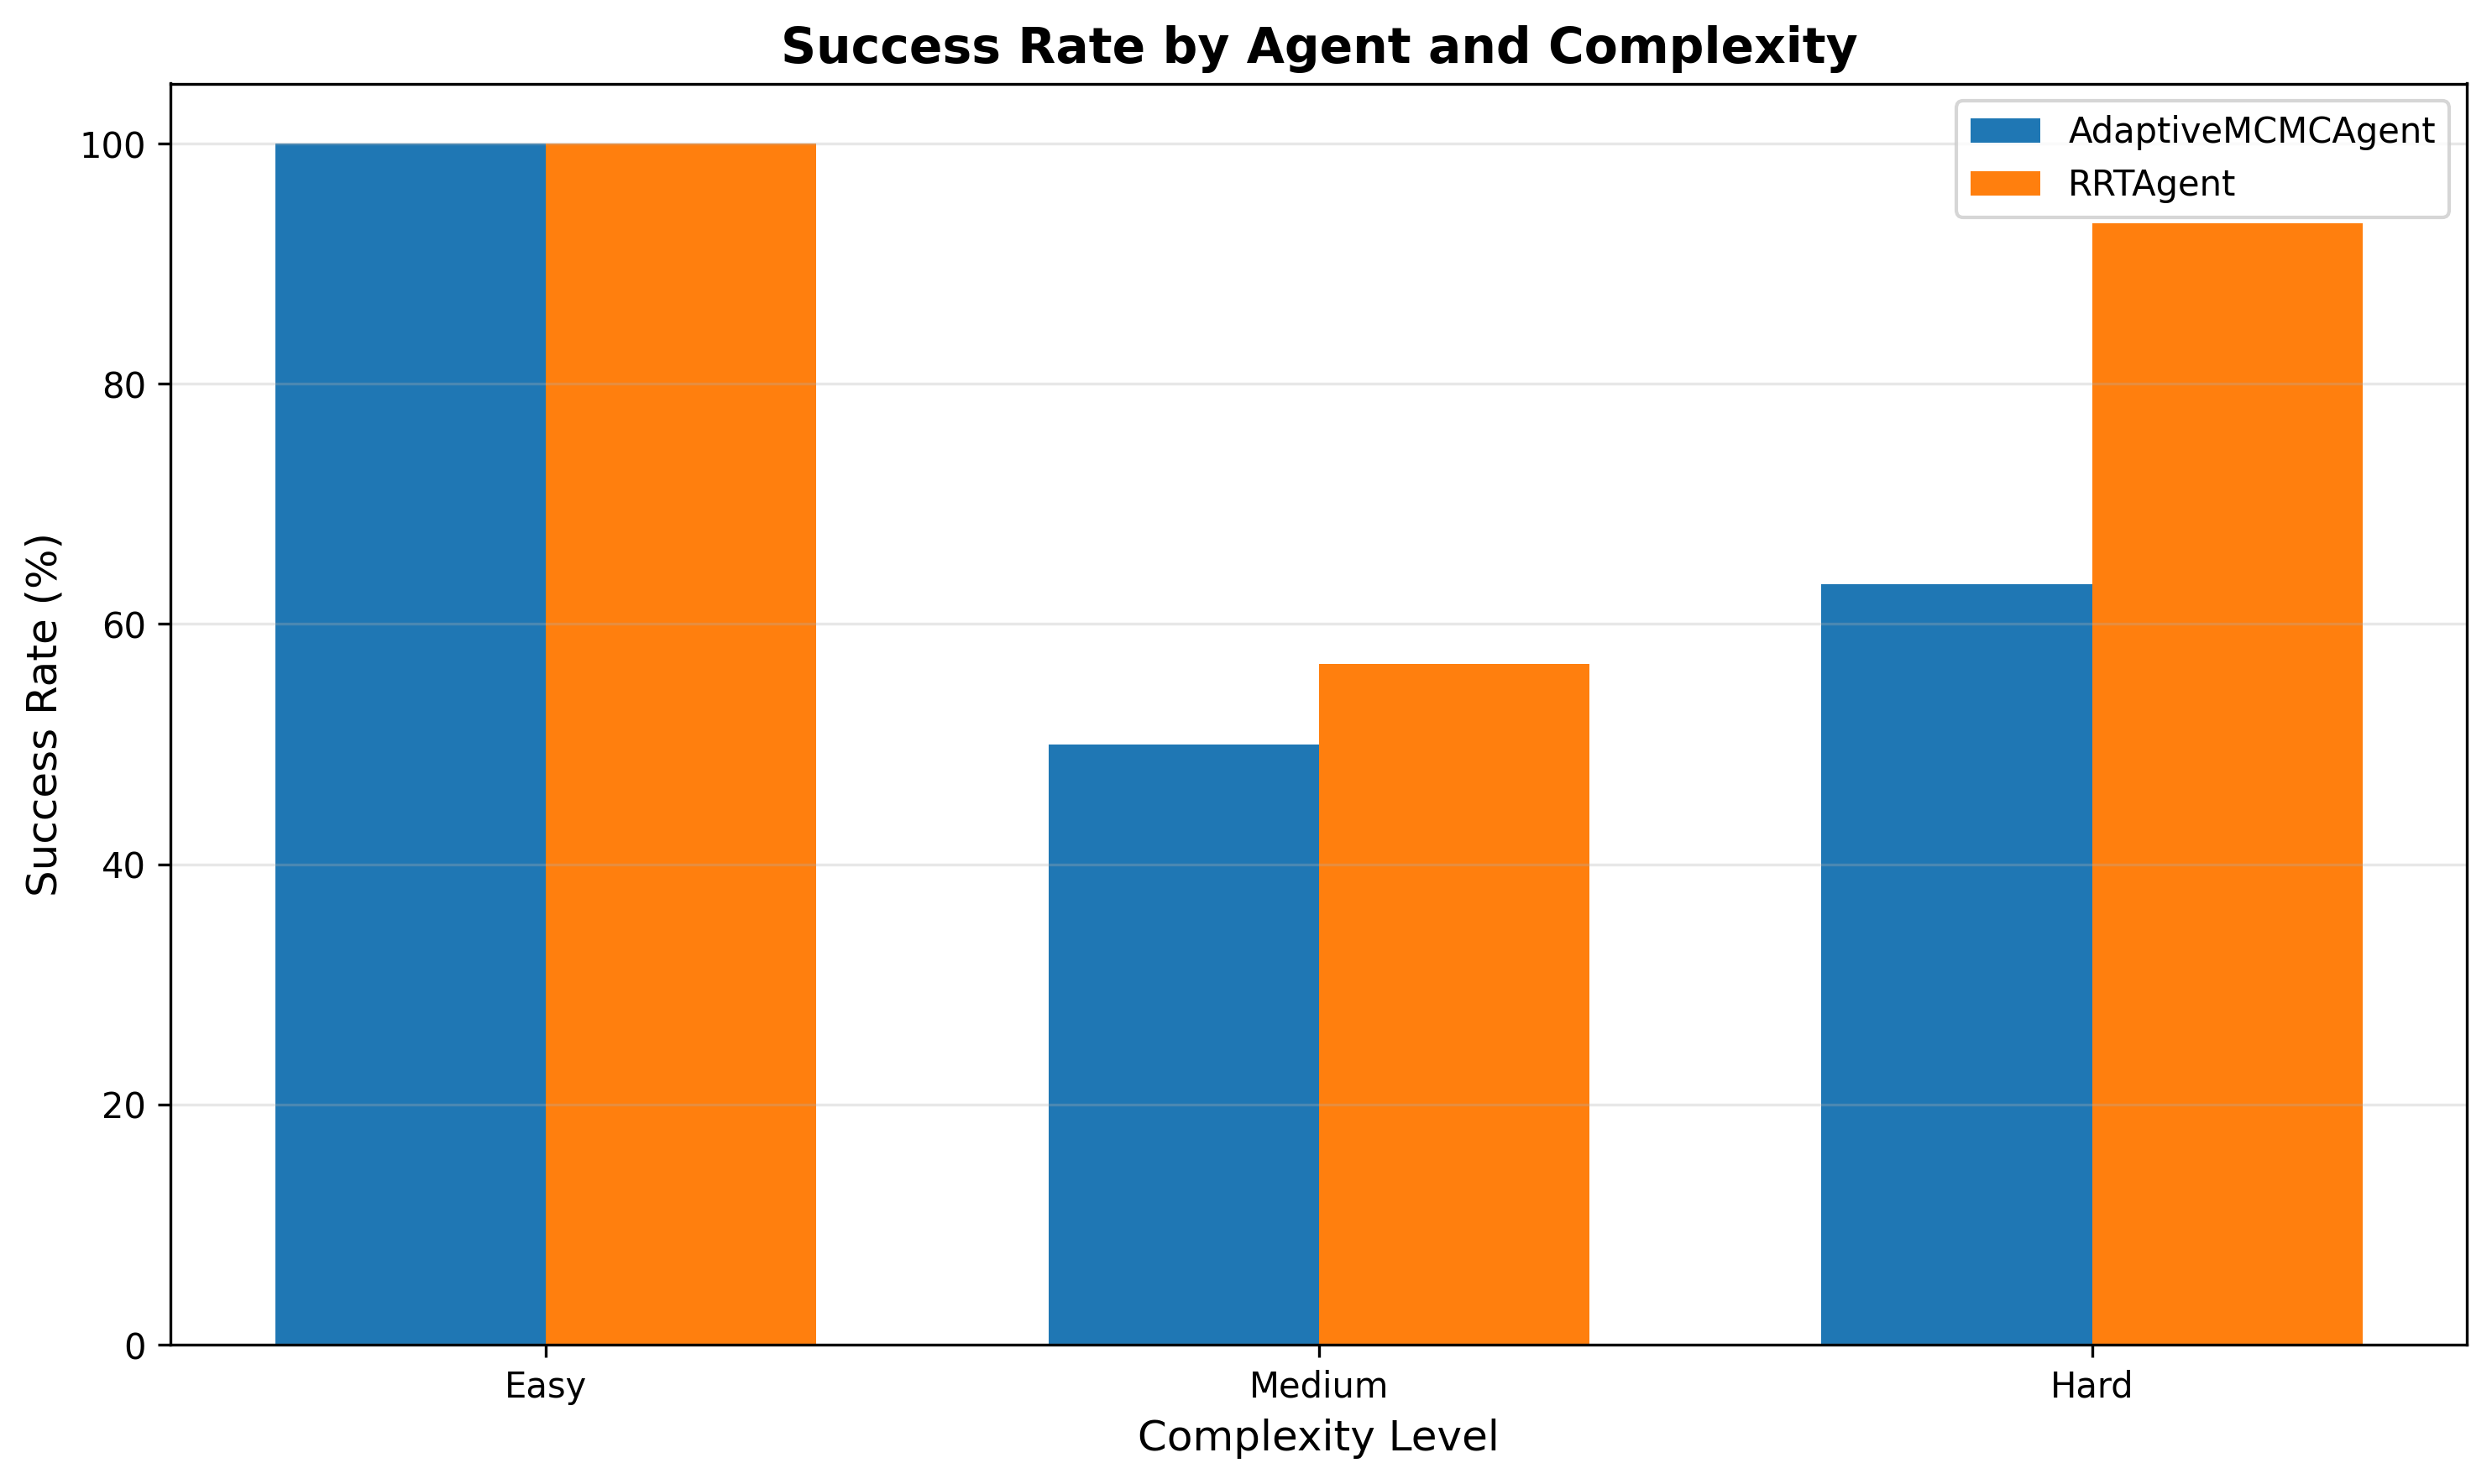 Success Rate by Agent and Complexity
AdaptiveMCMCAgent
RRTAgent
Success Rate (%)
100
80
60
40
20
0
Easy
Medium
Hard
Complexity Level